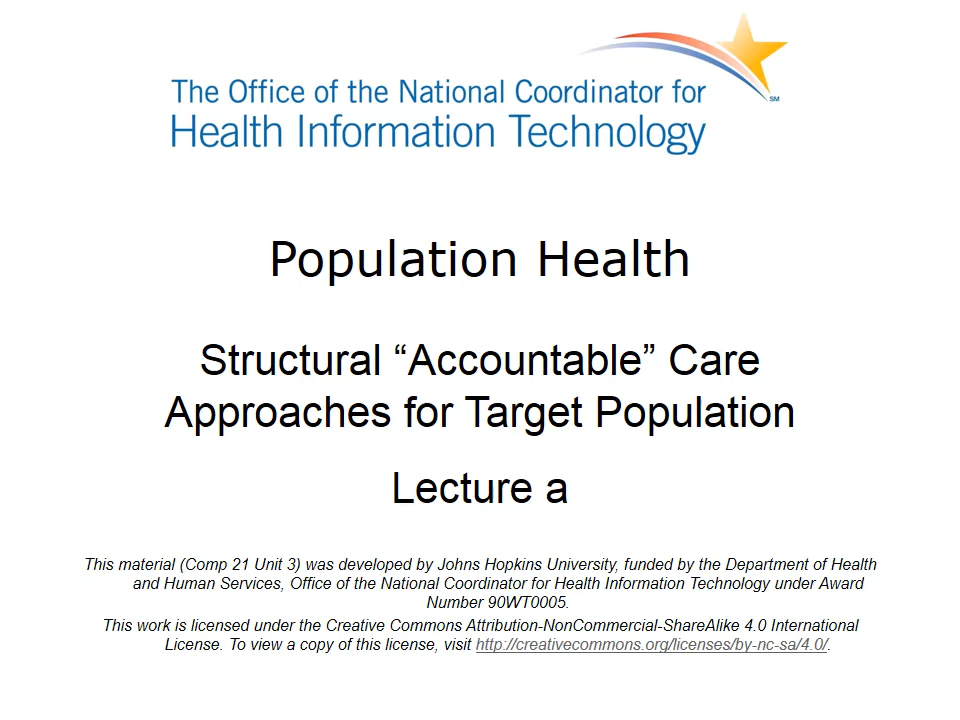 The Office of the National Coordinator for
Health Information Technology
SM
Population Health
Structural “Accountable” Care
Approaches for Target Population
Lecture a
This material (Comp 21 Unit 3) was developed by Johns Hopkins University, funded by the Department of Health
and Human Services, Office of the National Coordinator for Health Information Technology under Award
Number 90WT0005.
This work is licensed under the Creative Commons Attribution-NonCommercial-ShareAlike 4.0 International
License. To view a copy of this license, visit http://creativecommons.org/licenses/by-nc-sa/4.0/.